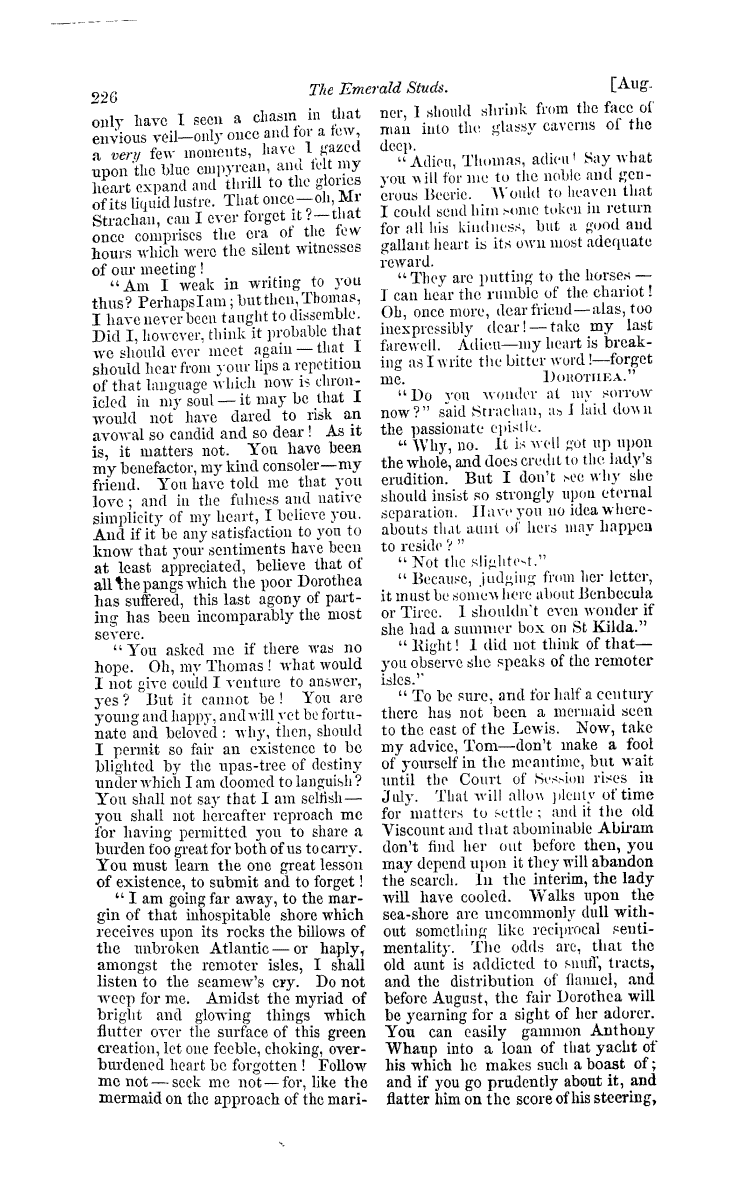 226
The Emerald Studs.
[Aug.
only have I seen a chasm in that
envious veil—only once and for a few,
a very few moments, have I gazed
upon the blue empyrean, and felt my
heart expand and thrill to the glories
of its liquid lustre. That once—oh, Mr
Strachan, can I ever forget it?—that
once comprises the era of the few
hours which were the silent witnesses
of our meeting!
“Am I weak in writing to you
thus? Perhaps I am; but then, Thomas,
I have never been taught to dissemble.
Did I, however, think it probable that
we should ever meet again—that I
should hear from your lips a repetition
of that language which now is chron-
icled in my soul—it may be that I
would not have dared to risk an
avowal so candid and so dear! As it
is, it matters not. You have been
my benefactor, my kind consoler—my
friend. You have told me that you
love; and in the fulness and native
simplicity of my heart, I believe you.
And if it be any satisfaction to you to
know that your sentiments have been
at least appreciated, believe that of
all the pangs which the poor Dorothea
has suffered, this last agony of part-
ing has been incomparably the most
severe.
“You asked me if there was no
hope. Oh, my Thomas! what would
I not give could I venture to answer,
yes? But it cannot be! You are
young and happy, and will yet be fortu-
nate and beloved: why, then, should
I permit so fair an existence to be
blighted by the upas-tree of destiny
under which I am doomed to languish?
You shall not say that I am selfish—
you shall not hereafter reproach me
for having permitted you to share a
burden too great for both of us to carry.
You must learn the one great lesson
of existence, to submit and to forget!
“I am going far away, to the mar-
gin of that inhospitable shore which
receives upon its rocks the billows of
the unbroken Atlantic—or haply,
amongst the remoter isles, I shall
listen to the seamew's cry. Do not
weep for me. Amidst the myriad of
bright and glowing things which
flutter over the surface of this green
creation, let one feeble, choking, over-
burdened heart be forgotten! Follow
me not—seek me not—for, like the
mermaid on the approach of the mari-
ner, I should shrink from the face of
man into the glassy caverns of the
deep.
“Adieu, Thomas, adieu! Say what
you will for me to the noble and gen-
erous Beerie. Would to heaven that
I could send him some token in return
for all his kindness, but a good and
gallant heart is its own most adequate
reward.
“They are putting to the horses—
I can hear the rumble of the chariot!
Oh, once more, dear friend—alas, too
inexpressibly dear!—take my last
farewell. Adieu—my heart is break-
ing as I write the bitter word!—forget
me. DOROTHEA.”
“Do you wonder at my sorrow
now?” said Strachan, as I laid down
the passionate epistle.
“Why, no. It is well got up upon
the whole, and does credit to the lady's
erudition. But I don't see why she
should insist so strongly upon eternal
separation. Have you no idea where-
abouts that aunt of hers may happen
to reside?”
“Not the slightest.”
“Because, judging from her letter,
it must be somewhere about Benbecula
or Tiree. I shouldn't even wonder if
she had a summer box on St Kilda.”
“Right! I did not think of that—
you observe she speaks of the remoter
isles.”
“To be sure, and for half a century
there has not been a mermaid seen
to the east of the Lewis. Now, take
my advice, Tom—don't make a fool
of yourself in the meantime, but wait
until the Court of Session rises in
July. That will allow plenty of time
for matters to settle; and if the old
Viscount and that abominable Abiram
don't find her out before then, you
may depend upon it they will abandon
the search. In the interim, the lady
will have cooled. Walks upon the
sea-shore are uncommonly dull with-
out something like reciprocal senti-
mentality. The odds are, that the
old aunt is addicted to snuff, tracts,
and the distribution of flannel, and
before August, the fair Dorothea will
be yearning for a sight of her adorer.
You can easily gammon Anthony
Whaup into a loan of that yacht of
his which he makes such a boast of;
and if you go prudently about it, and
flatter him on the score of his steering,